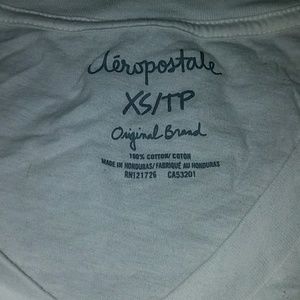 Aéropostale
XS/TP
Original Brand
100% COTTON/ COTON
MADE IN HONDURAS/ FABRIQUÉ AU HONDURAS
RN121726 CA53201